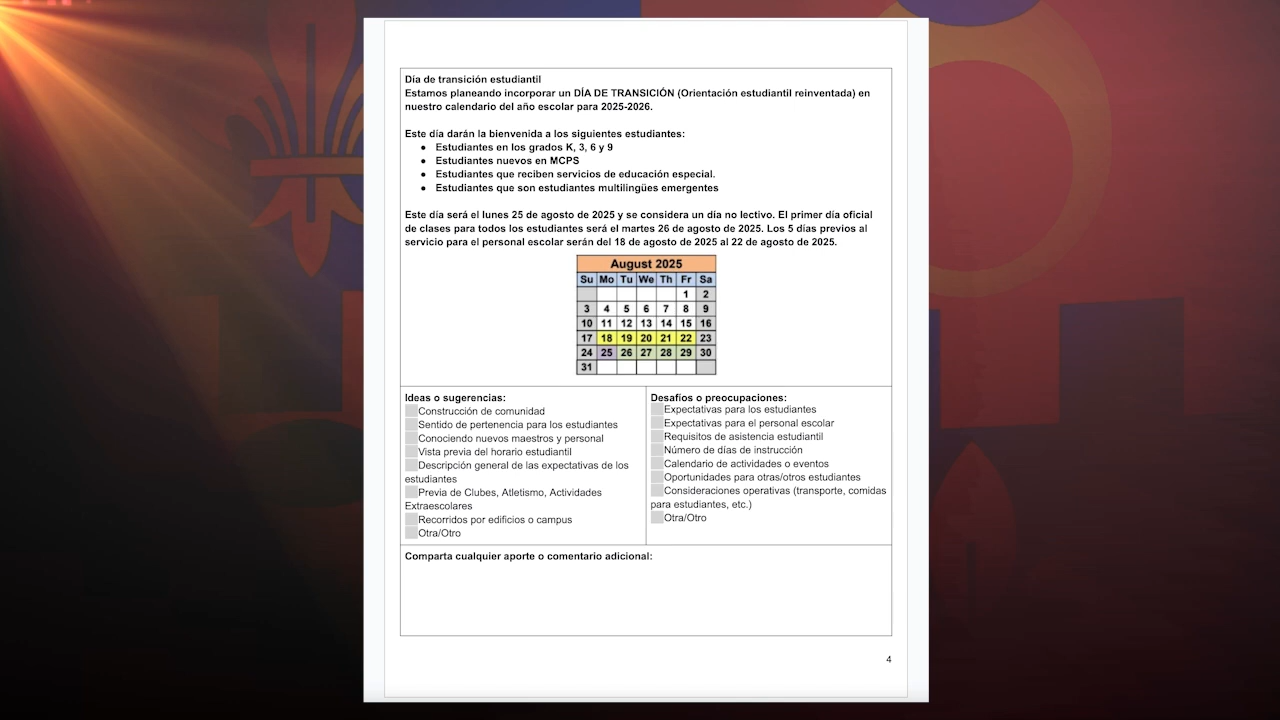 Día de transición estudiantil
Estamos planeando incorporar un DÍA DE TRANSICIÓN (Orientación estudiantil reinventada) en
nuestro calendario del año escolar para 2025-2026.
Este día darán la bienvenida a los siguientes estudiantes:
● Estudiantes en los grados K, 3, 6 y 9
● Estudiantes nuevos en MCPS
● Estudiantes que reciben servicios de educación especial.
● Estudiantes que son estudiantes multilingües emergentes
Este día será el lunes 25 de agosto de 2025 y se considera un día no lectivo. El primer día oficial
de clases para todos los estudiantes será el martes 26 de agosto de 2025. Los 5 días previos al
servicio para el personal escolar serán del 18 de agosto de 2025 al 22 de agosto de 2025.
August 2025
Su Mo Tu We Th Fr Sa
1 2
3 4 5 6 7 8 9
10 11 12 13 14 15 16
17 18 19 20 21 22 23
24 25 26 27 28 29 30
31
Ideas o sugerencias:
Construcción de comunidad
Sentido de pertenencia para los estudiantes
Conociendo nuevos maestros y personal
Vista previa del horario estudiantil
Descripción general de las expectativas de los
estudiantes
Previa de Clubes, Atletismo, Actividades
Extraescolares
Recorridos por edificios o campus
Otra/Otro
Desafíos o preocupaciones:
Expectativas para los estudiantes
Expectativas para el personal escolar
Requisitos de asistencia estudiantil
Número de días de instrucción
Calendario de actividades o eventos
Oportunidades para otras/otros estudiantes
Consideraciones operativas (transporte, comidas
para estudiantes, etc.)
Otra/Otro
Comparta cualquier aporte o comentario adicional:
4